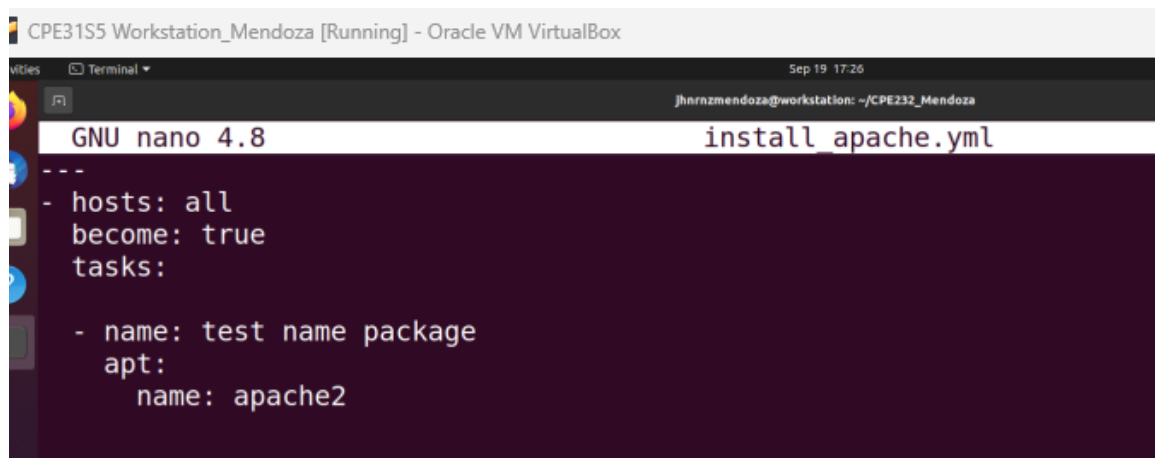 CPE31S5 Workstation_Mendoza [Running] - Oracle VM VirtualBox
vities Terminal Sep 19 17:26
jhnrnzmendoza@workstation: ~/CPE232_Mendoza
GNU nano 4.8 install_apache.yml
---
- hosts: all
  become: true
  tasks:
  - name: test name package
    apt:
      name: apache2